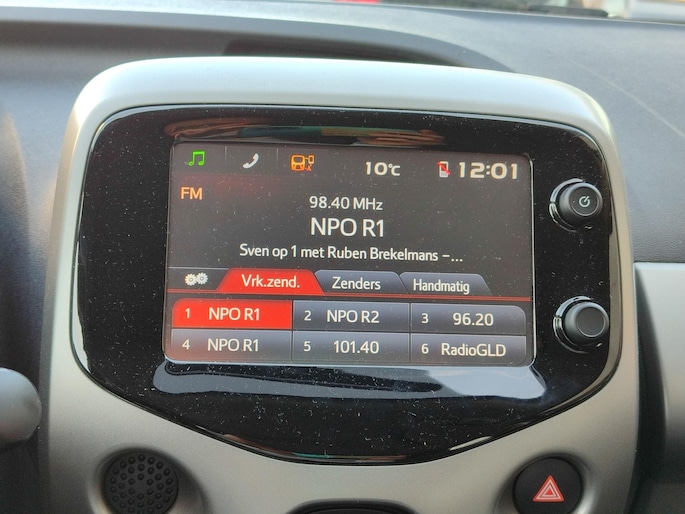 10°C 12:01
FM
98.40 MHz
NPO R1
Sven op 1 met Ruben Brekelmans –...
Vrk.zend. Zenders Handmatig
1 NPO R1 2 NPO R2 3 96.20
4 NPO R1 5 101.40 6 RadioGLD